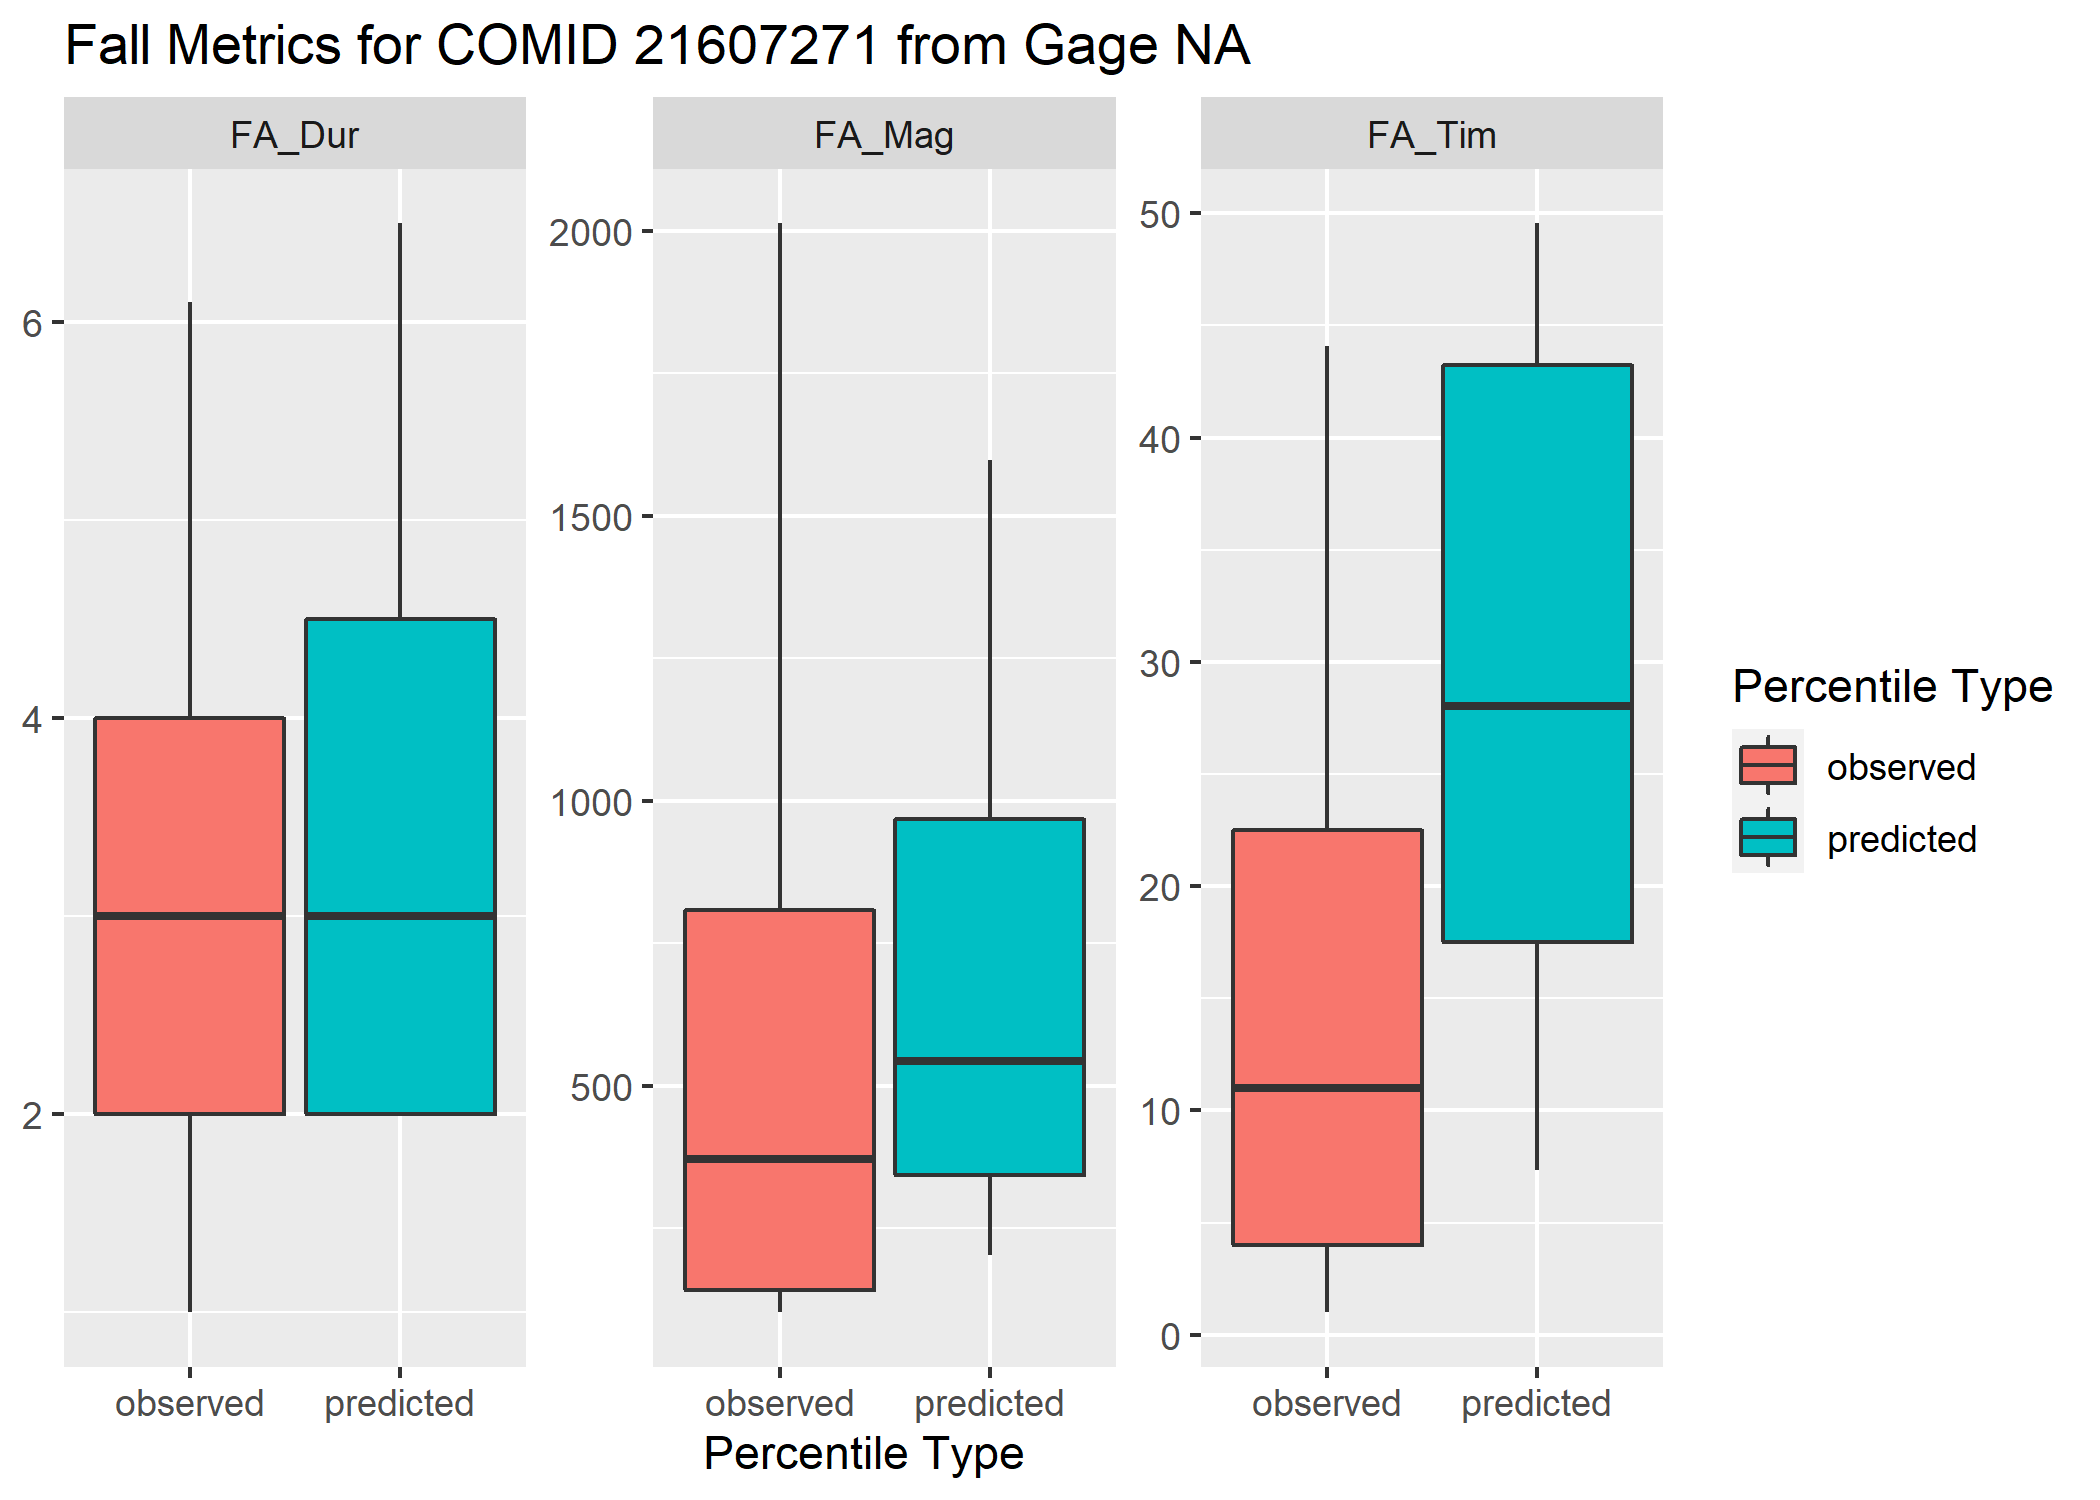 Fall Metrics for COMID 21607271 from Gage NA
FA_Dur
FA_Mag
FA_Tim
6
4
2
2000
1500
1000
500
50
40
30
20
10
0
observed
predicted
observed
predicted
observed
predicted
Percentile Type
Percentile Type
observed
predicted